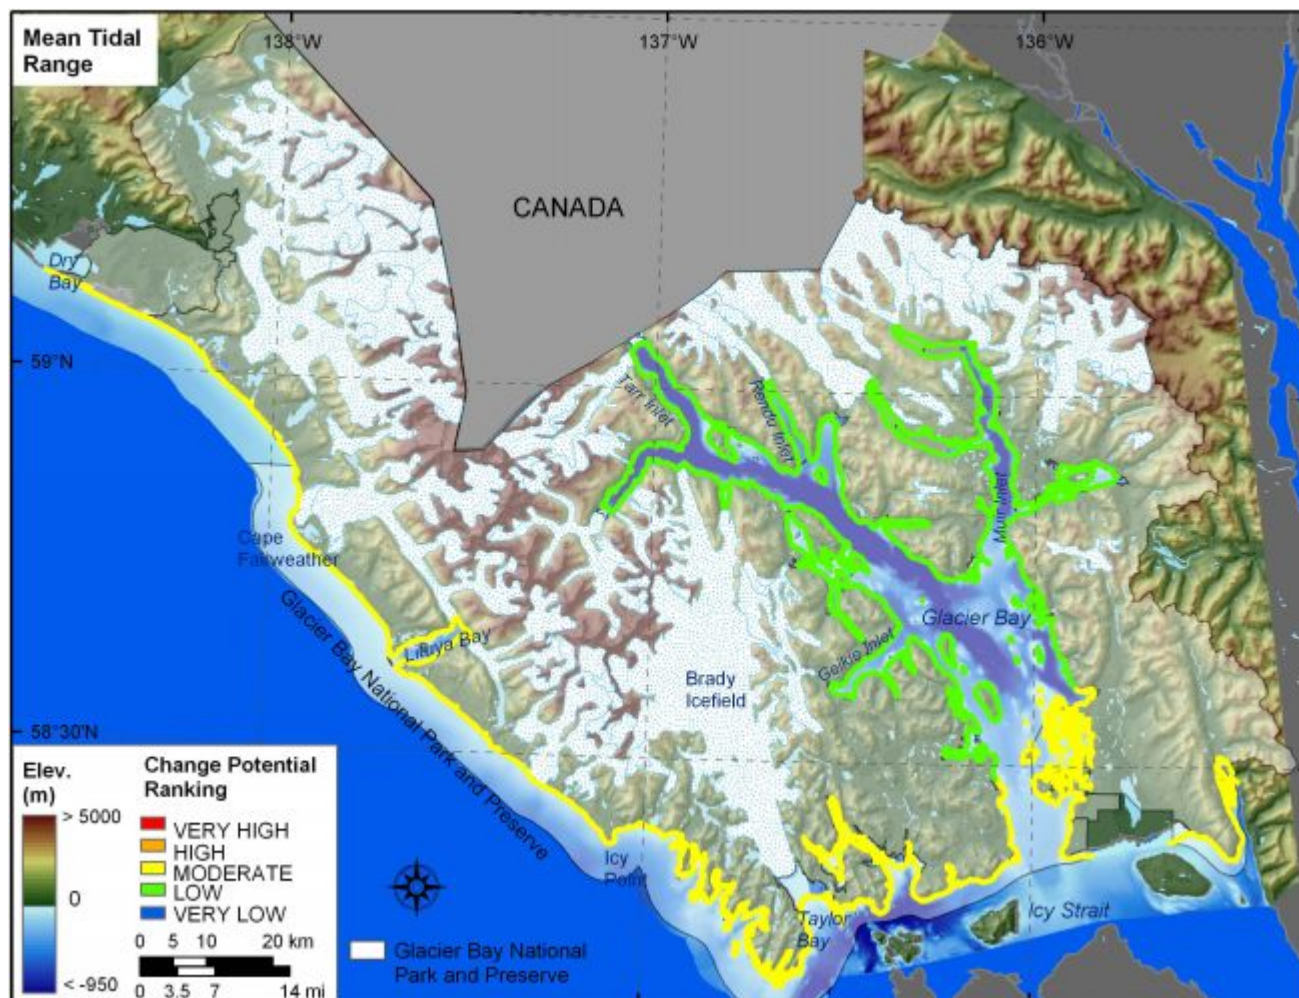 Mean Tidal
Range
138°W
137°W
136°W
CANADA
Dry
Bay
59°N
Tarr Inlet
Rendu Inlet
Muir Inlet
Cape
Fairweather
Glacier Bay National Park and Preserve
Lituya Bay
Glacier Bay
Geikie Inlet
Brady
Icefield
58°30'N
Icy
Point
Taylor
Bay
Icy Strait
Elev.
(m)
> 5000
0
< -950
Change Potential
Ranking
VERY HIGH
HIGH
MODERATE
LOW
VERY LOW
0 5 10 20 km
0 3.5 7 14 mi
Glacier Bay National
Park and Preserve